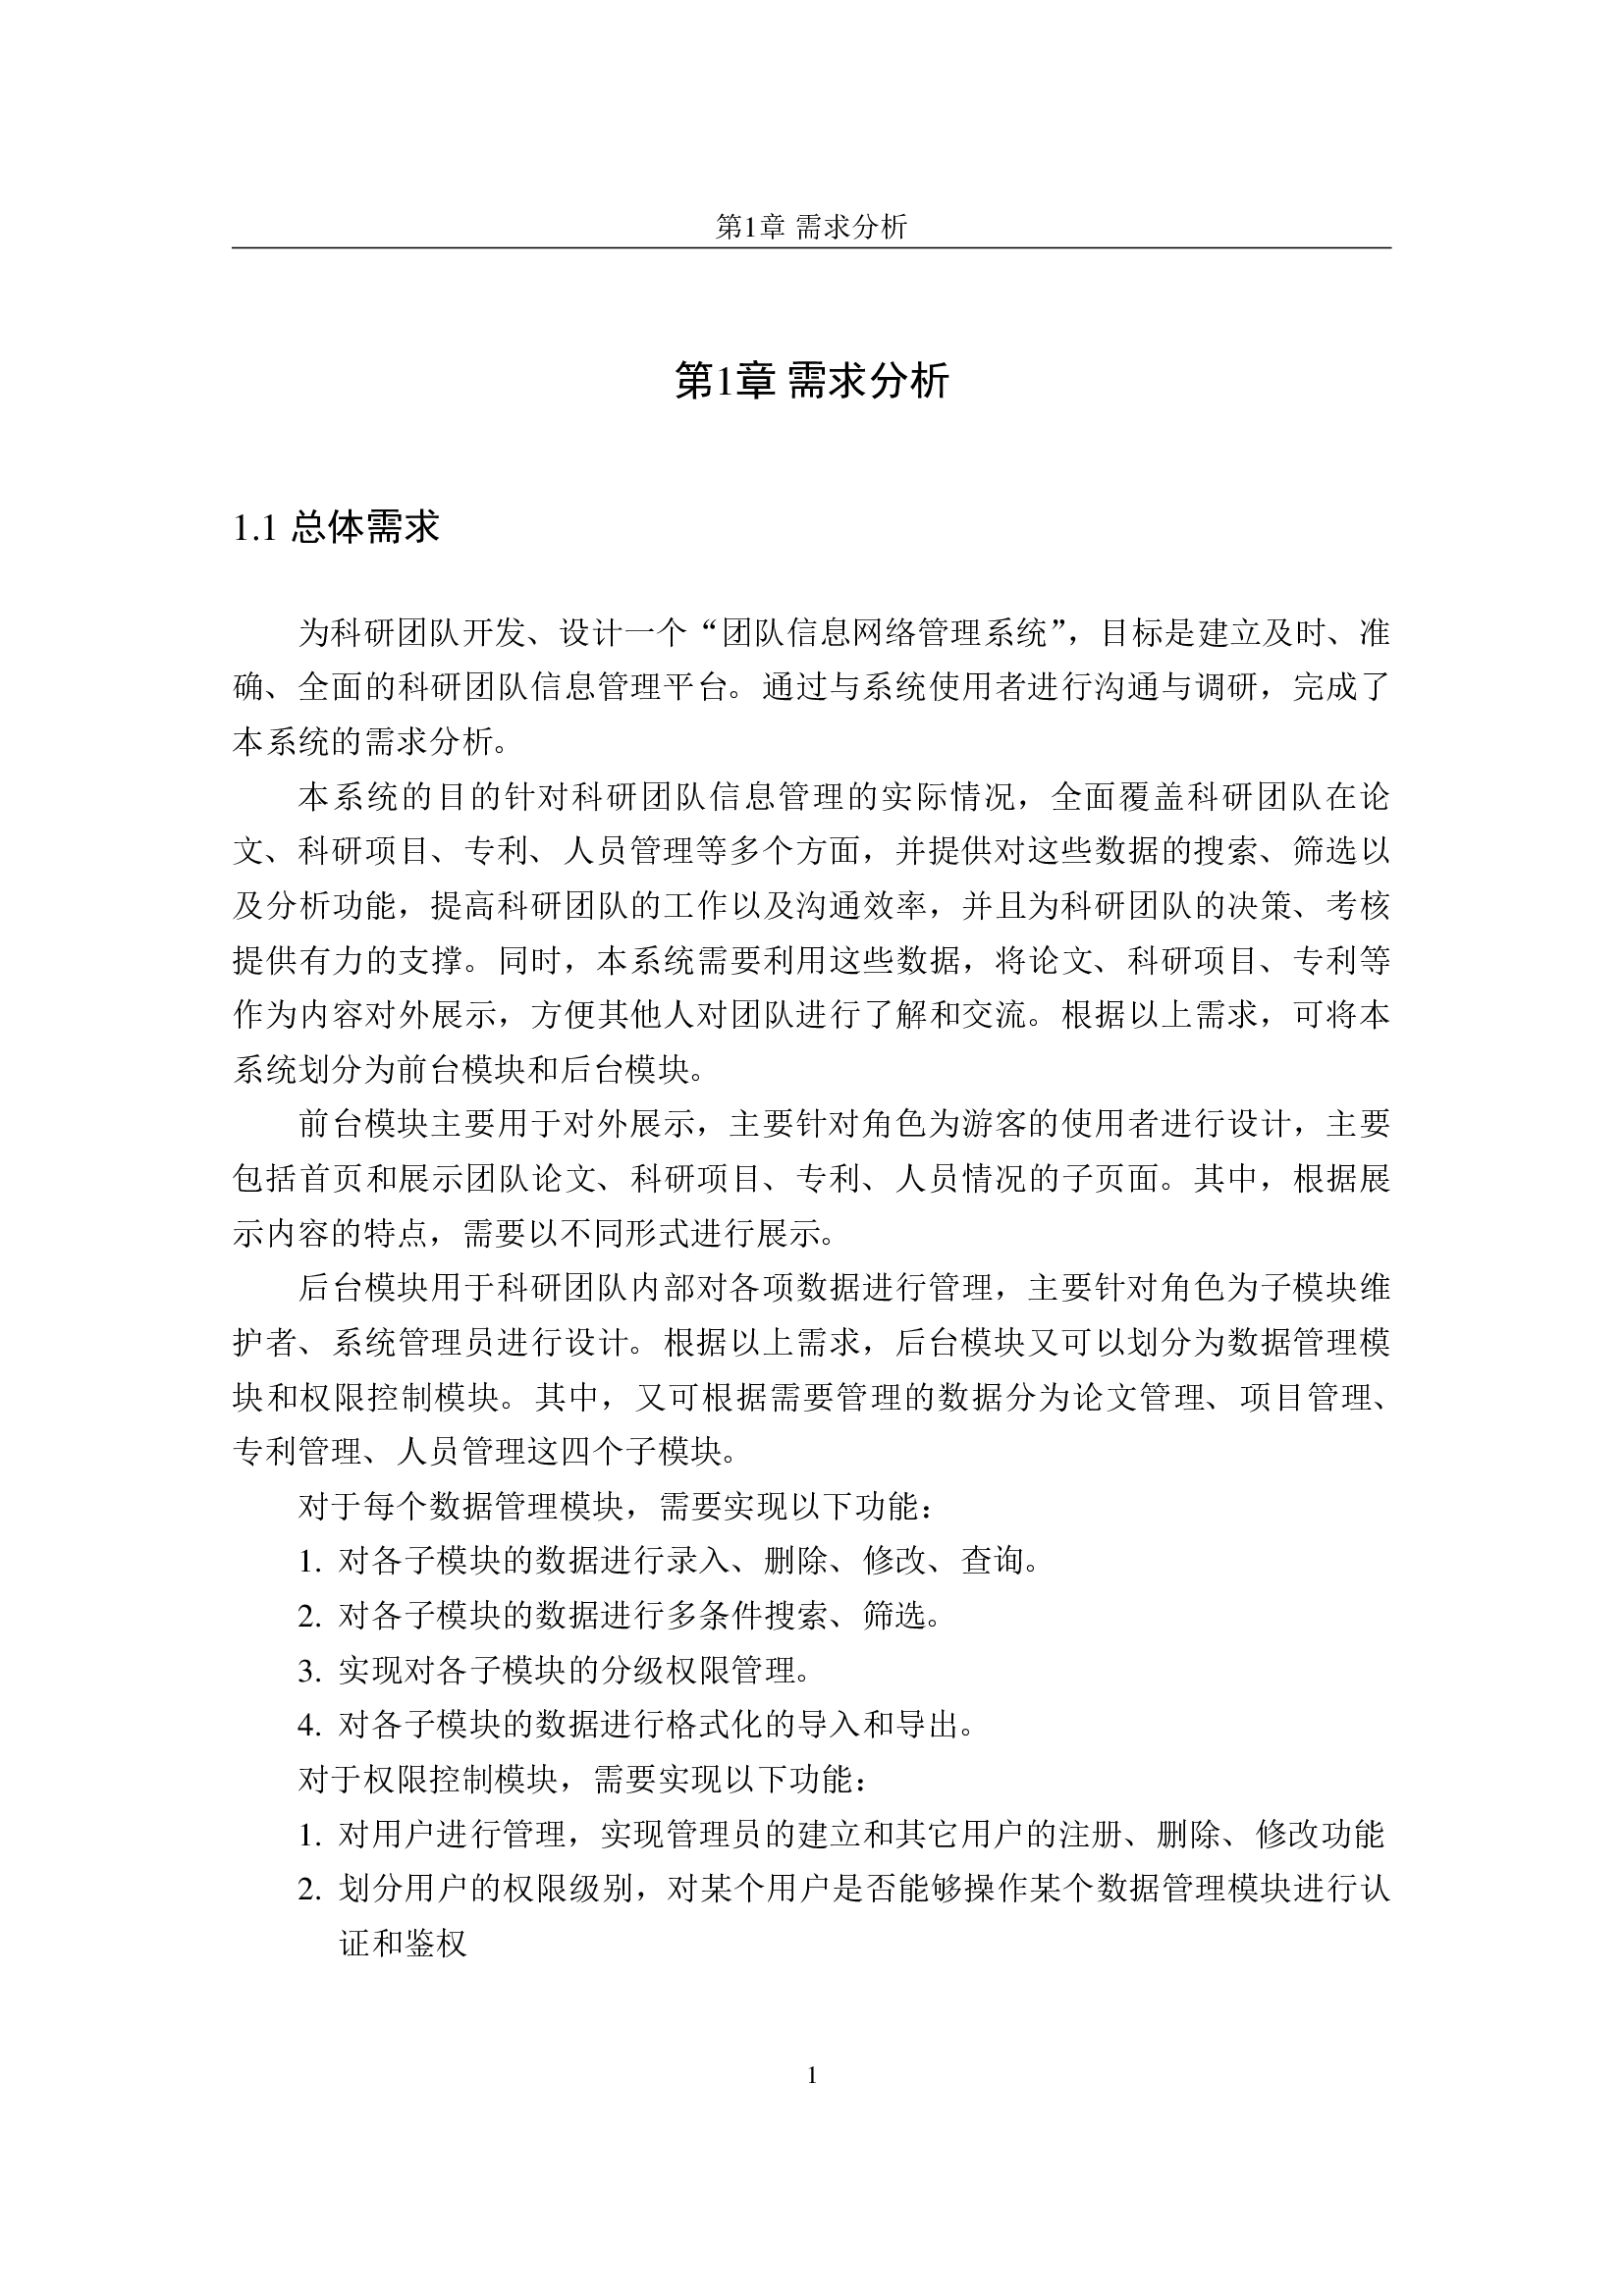 第1章 需求分析
第1章 需求分析
1.1 总体需求
为科研团队开发、设计一个“团队信息网络管理系统”，目标是建立及时、准
确、全面的科研团队信息管理平台。通过与系统使用者进行沟通与调研，完成了
本系统的需求分析。
本系统的目的针对科研团队信息管理的实际情况，全面覆盖科研团队在论
文、科研项目、专利、人员管理等多个方面，并提供对这些数据的搜索、筛选以
及分析功能，提高科研团队的工作以及沟通效率，并且为科研团队的决策、考核
提供有力的支撑。同时，本系统需要利用这些数据，将论文、科研项目、专利等
作为内容对外展示，方便其他人对团队进行了解和交流。根据以上需求，可将本
系统划分为前台模块和后台模块。
前台模块主要用于对外展示，主要针对角色为游客的使用者进行设计，主要
包括首页和展示团队论文、科研项目、专利、人员情况的子页面。其中，根据展
示内容的特点，需要以不同形式进行展示。
后台模块用于科研团队内部对各项数据进行管理，主要针对角色为子模块维
护者、系统管理员进行设计。根据以上需求，后台模块又可以划分为数据管理模
块和权限控制模块。其中，又可根据需要管理的数据分为论文管理、项目管理、
专利管理、人员管理这四个子模块。
对于每个数据管理模块，需要实现以下功能：
1. 对各子模块的数据进行录入、删除、修改、查询。
2. 对各子模块的数据进行多条件搜索、筛选。
3. 实现对各子模块的分级权限管理。
4. 对各子模块的数据进行格式化的导入和导出。
对于权限控制模块，需要实现以下功能：
1. 对用户进行管理，实现管理员的建立和其它用户的注册、删除、修改功能
2. 划分用户的权限级别，对某个用户是否能够操作某个数据管理模块进行认
证和鉴权
1